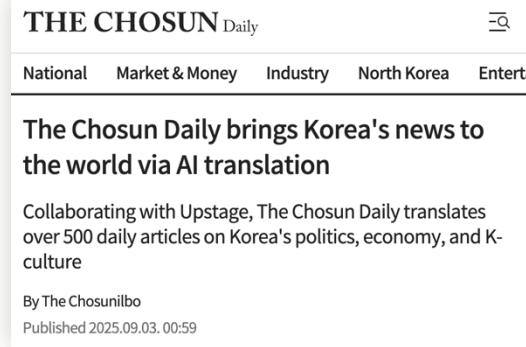 THE CHOSUN Daily
National Market & Money Industry North Korea Entert
The Chosun Daily brings Korea's news to
the world via AI translation
Collaborating with Upstage, The Chosun Daily translates
over 500 daily articles on Korea's politics, economy, and K-
culture
By The Chosunilbo
Published 2025.09.03. 00:59